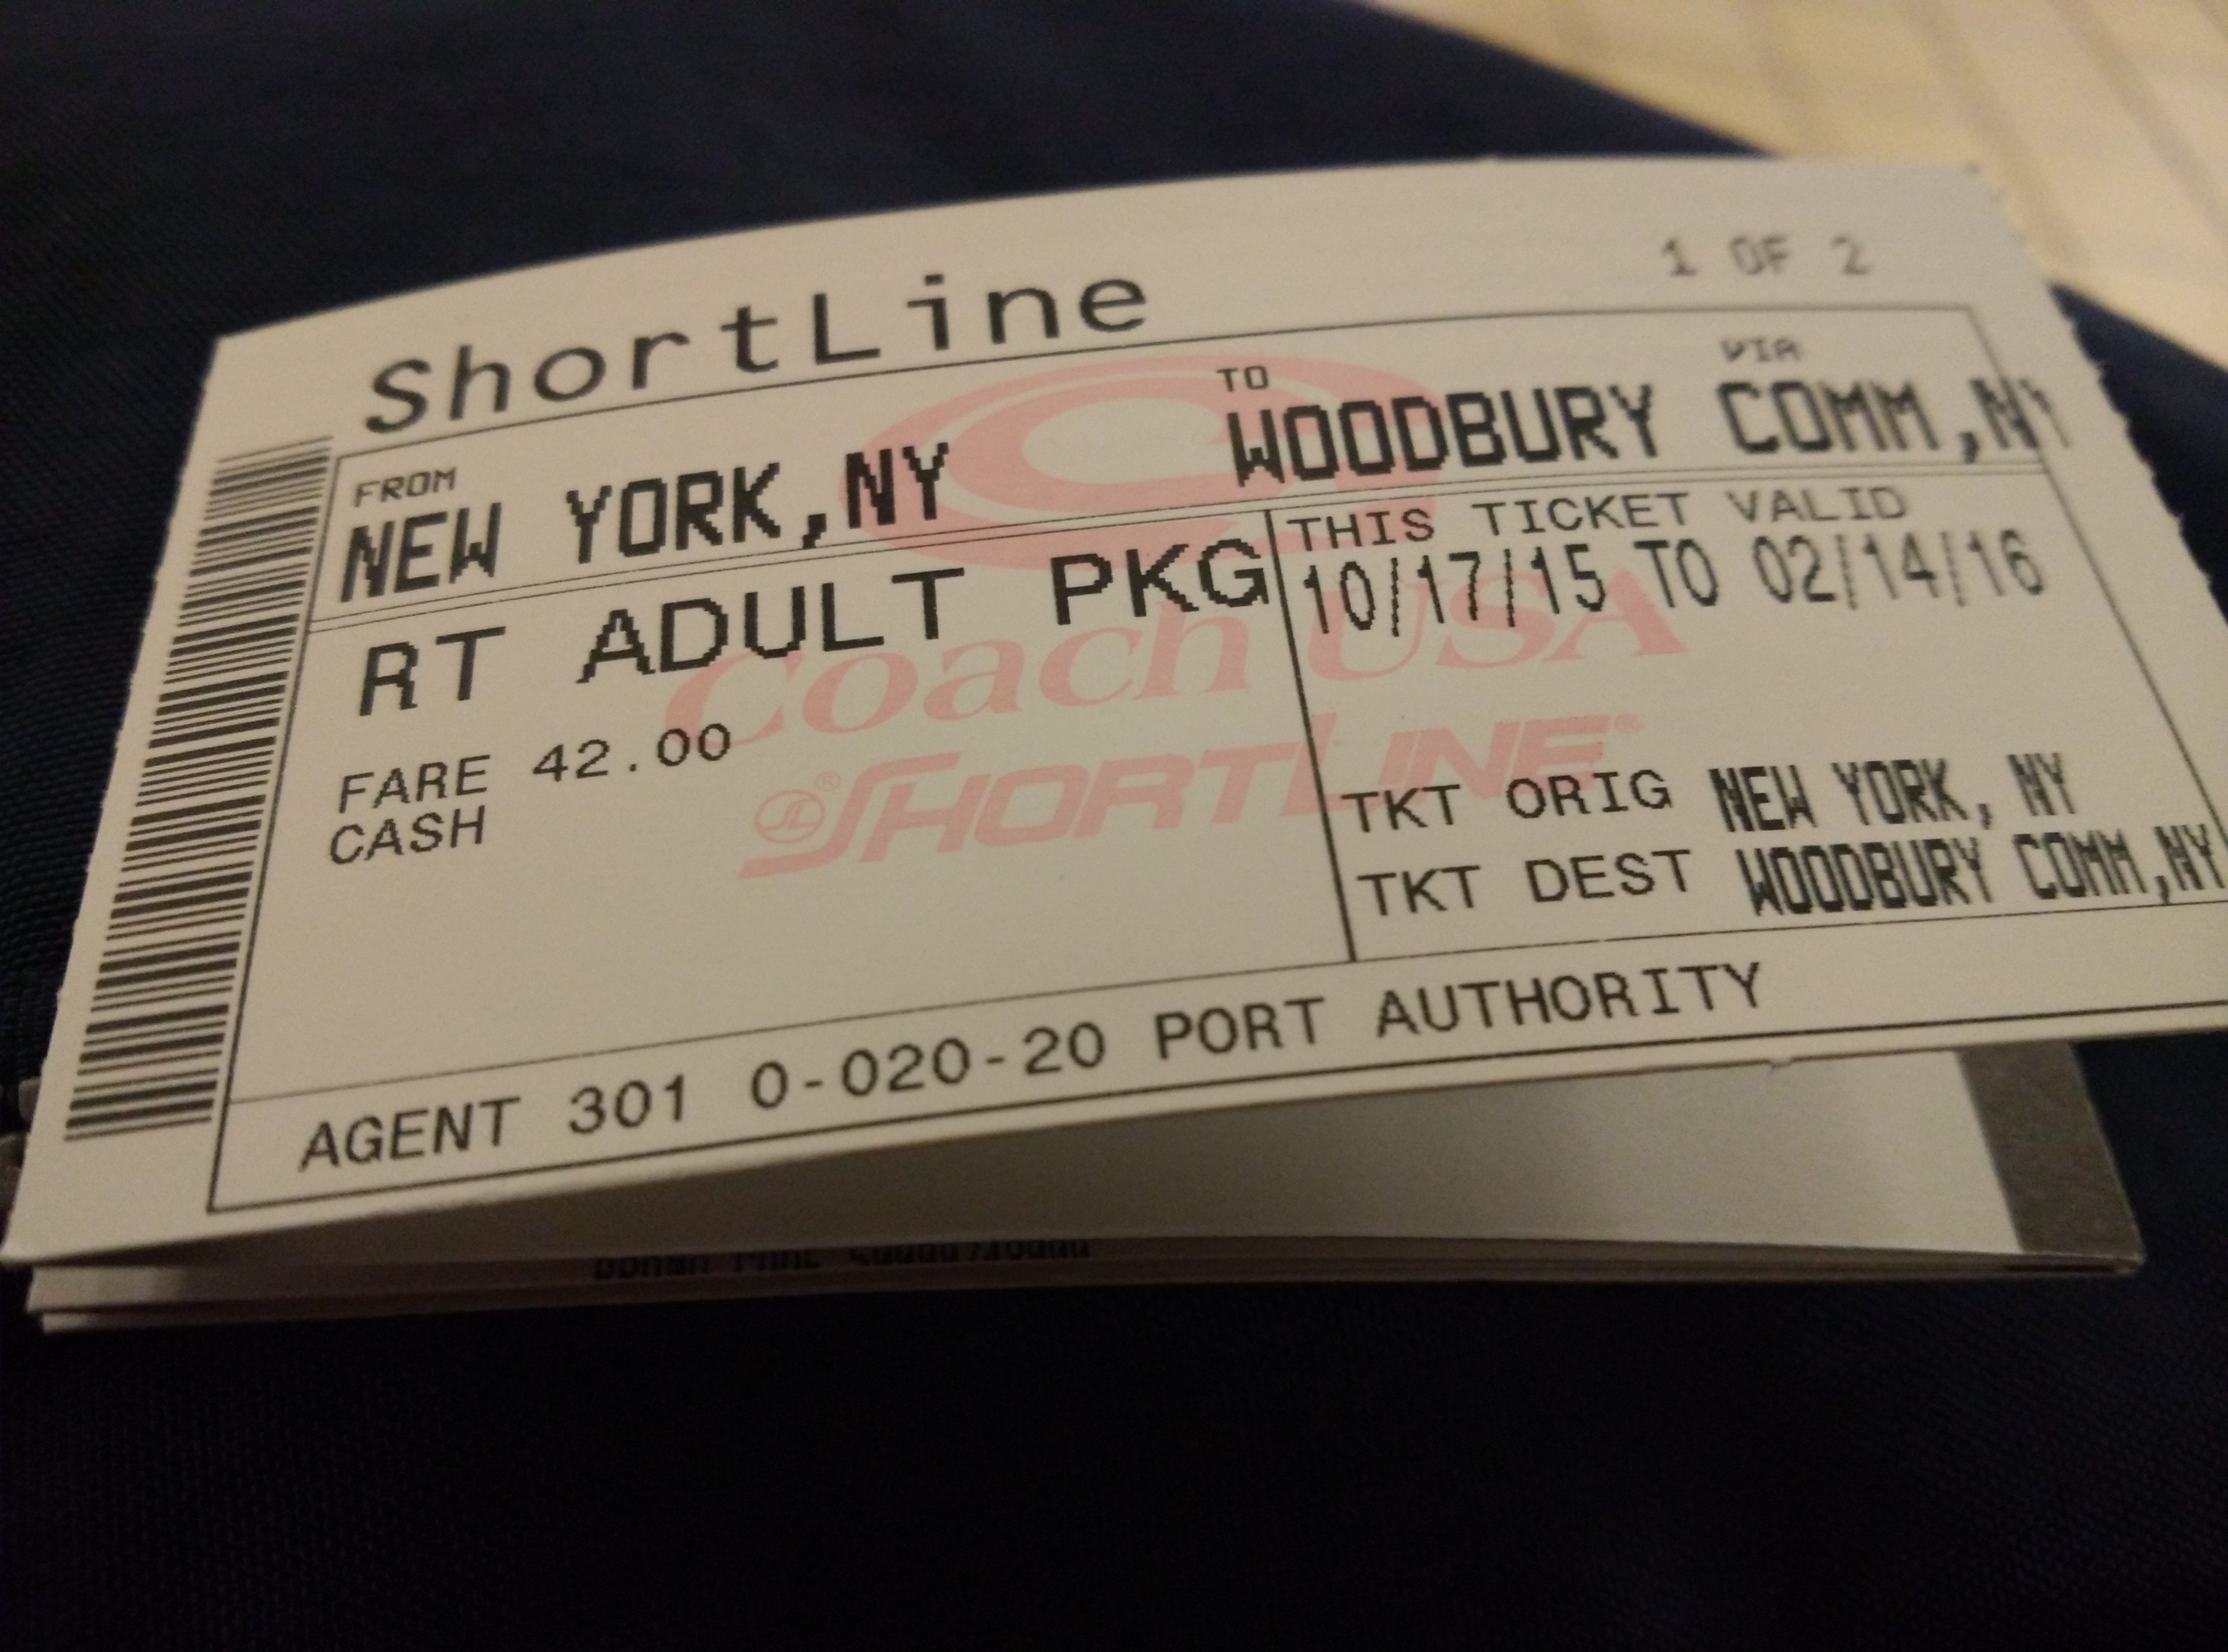 ShortLine
1 OF 2
FROM
TO
VIA
NEW YORK,NY
WOODBURY COMM,NY
RT ADULT PKG
THIS TICKET VALID
10/17/15 TO 02/14/16
Coach USA
SHORTLINE®
FARE 42.00
CASH
TKT ORIG NEW YORK, NY
TKT DEST WOODBURY COMM,NY
AGENT 301 0-020-20 PORT AUTHORITY